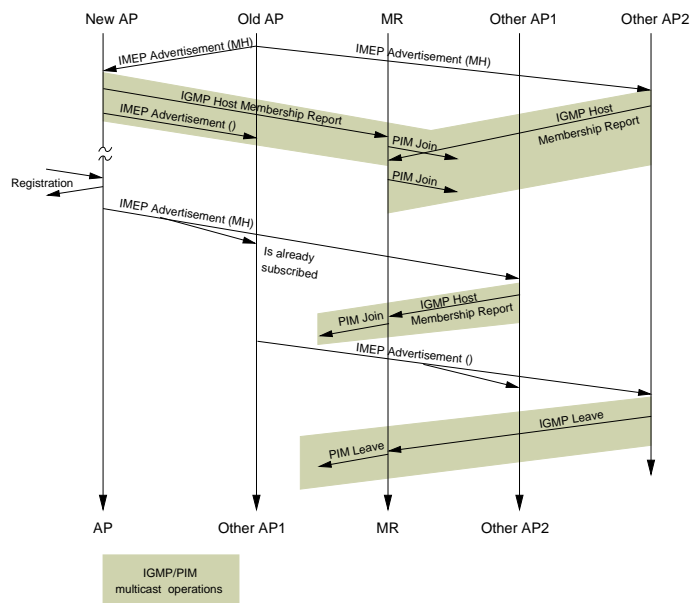 New AP Old AP MR Other AP1 Other AP2
IMEP Advertisement (MH)
IMEP Advertisement (MH)
IGMP Host Membership Report
IMEP Advertisement ()
IGMP Host
Membership Report
PIM Join
PIM Join
Registration
IMEP Advertisement (MH)
Is already
subscribed
IGMP Host
Membership Report
PIM Join
IMEP Advertisement ()
IGMP Leave
PIM Leave
AP Other AP1 MR Other AP2
IGMP/PIM
multicast operations